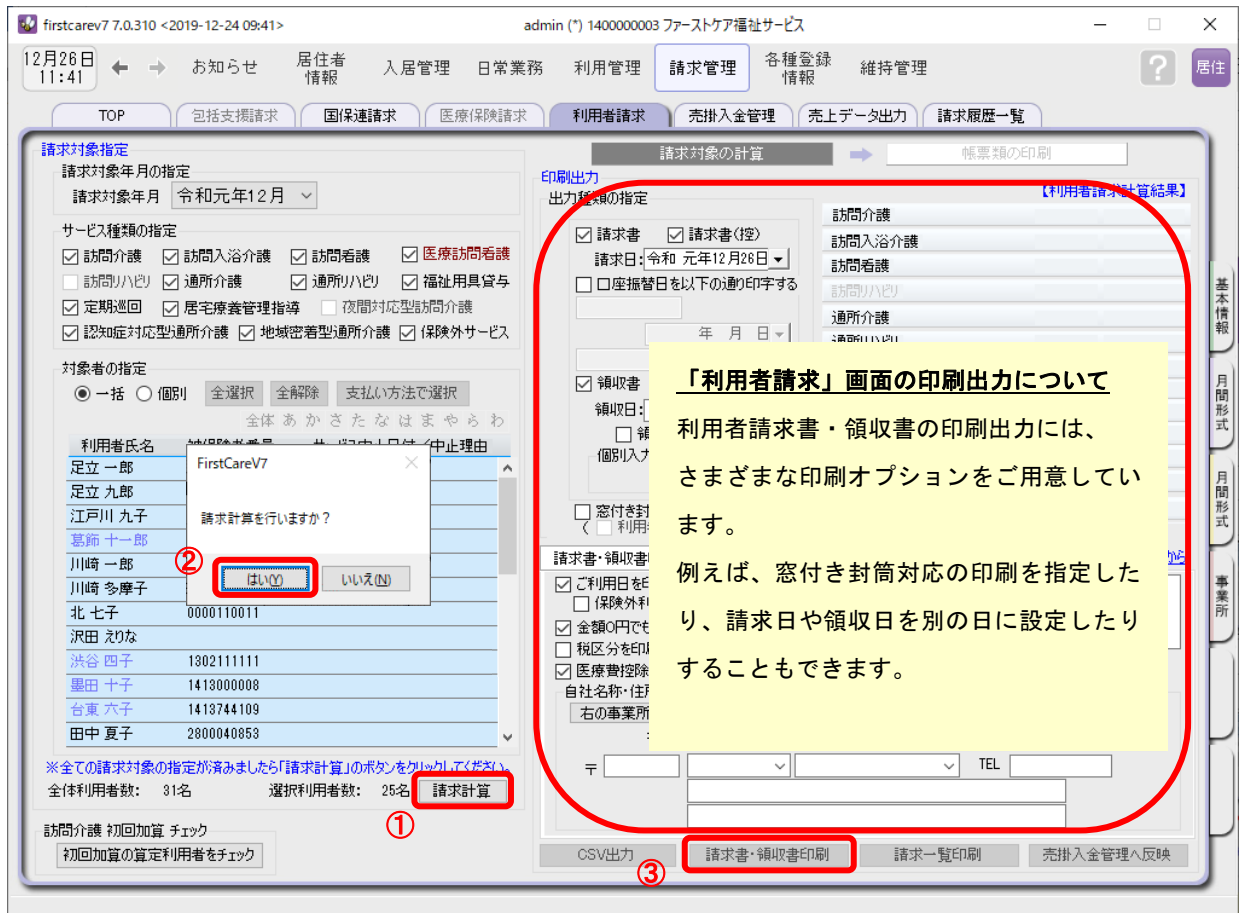 firstcarev7 7.0.310 <2019-12-24 09:41>
admin (*) 1400000003 ファーストケア福祉サービス
12月26日
11:41
お知らせ
居住者
情報
入居管理
日常業務
利用管理
請求管理
各種登録
情報
維持管理
?
居住
TOP
包括支援請求
国保連請求
医療保険請求
利用者請求
売掛入金管理
売上データ出力
請求履歴一覧
請求対象指定
請求対象年月の指定
請求対象年月 令和元年12月
サービス種類の指定
訪問介護 訪問入浴介護 訪問看護 医療訪問看護
訪問リハビリ 通所介護 通所リハビリ 福祉用具貸与
定期巡回 居宅療養管理指導 夜間対応型訪問介護
認知症対応型通所介護 地域密着型通所介護 保険外サービス
対象者の指定
一括 個別 全選択 全解除 支払い方法で選択
全体 あ か さ た な は ま や ら わ
利用者氏名
足立 一郎
足立 九郎
江戸川 九子
葛飾 十一郎
川崎 一郎
川崎 多摩子
北 七子 0000110011
沢田 えりな
渋谷 四子 1302111111
墨田 十子 1413000008
台東 六子 1413744109
田中 夏子 2800040853
FirstCareV7
請求計算を行いますか?
②
はい(Y)
いいえ(N)
※全ての請求対象の指定が済みましたら「請求計算」のボタンをクリックしてください。
全体利用者数: 31名 選択利用者数: 25名 請求計算
①
訪問介護 初回加算 チェック
初回加算の算定利用者をチェック
請求対象の計算
帳票類の印刷
印刷出力
出力種類の指定
【利用者請求計算結果】
請求書 請求書(控)
請求日: 令和 元年12月26日
口座振替日を以下の通り印字する
年 月 日
領収書
領収日:
個別入力
窓付き封
請求書・領収書
ご利用日を
保険外利
金額0円でも
税区分を印
医療費控除
自社名称・住所
右の事業所
〒
TEL
訪問介護
訪問入浴介護
訪問看護
訪問リハビリ
通所介護
通所リハビリ
「利用者請求」画面の印刷出力について
利用者請求書・領収書の印刷出力には、
さまざまな印刷オプションをご用意してい
ます。
例えば、窓付き封筒対応の印刷を指定した
り、請求日や領収日を別の日に設定したり
することもできます。
から
CSV出力
請求書・領収書印刷
請求一覧印刷
売掛入金管理へ反映
③
基本情報
月間形式
月間形式
事業所